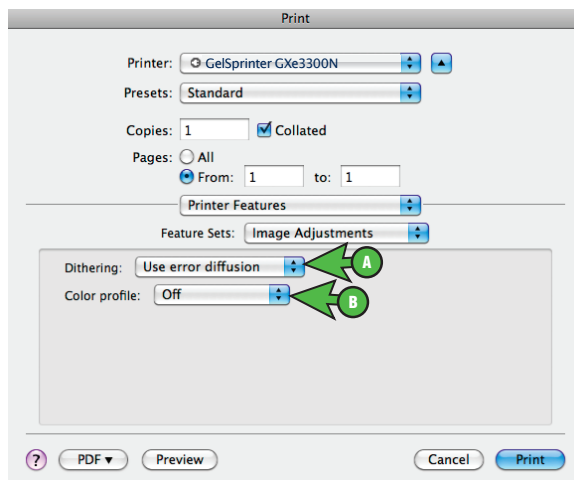 Print
Printer: GelSprinter GXe3300N
Presets: Standard
Copies: 1 Collated
Pages: All
From: 1 to: 1
Printer Features
Feature Sets: Image Adjustments
Dithering: Use error diffusion A
Color profile: Off B
? PDF▼ Preview Cancel Print